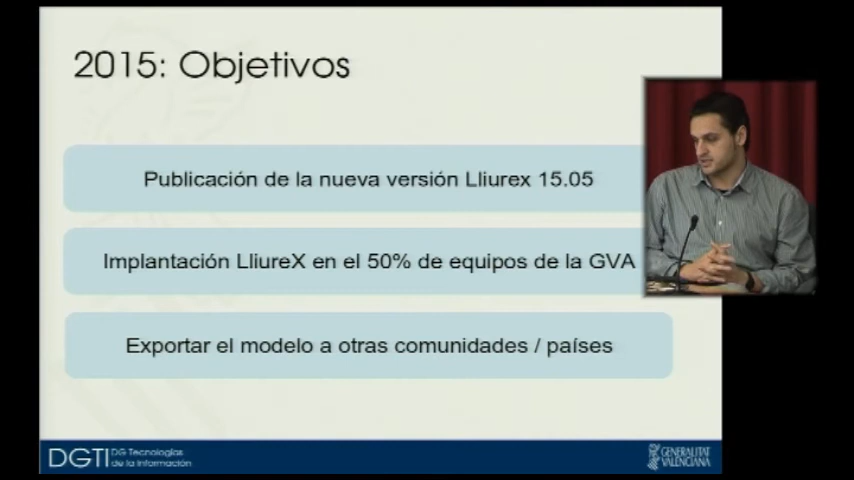 2015: Objetivos
Publicación de la nueva versión Lliurex 15.05
Implantación LliureX en el 50% de equipos de la GVA
Exportar el modelo a otras comunidades / países
DGTI DG Tecnologías
de la Información
GENERALITAT
VALENCIANA